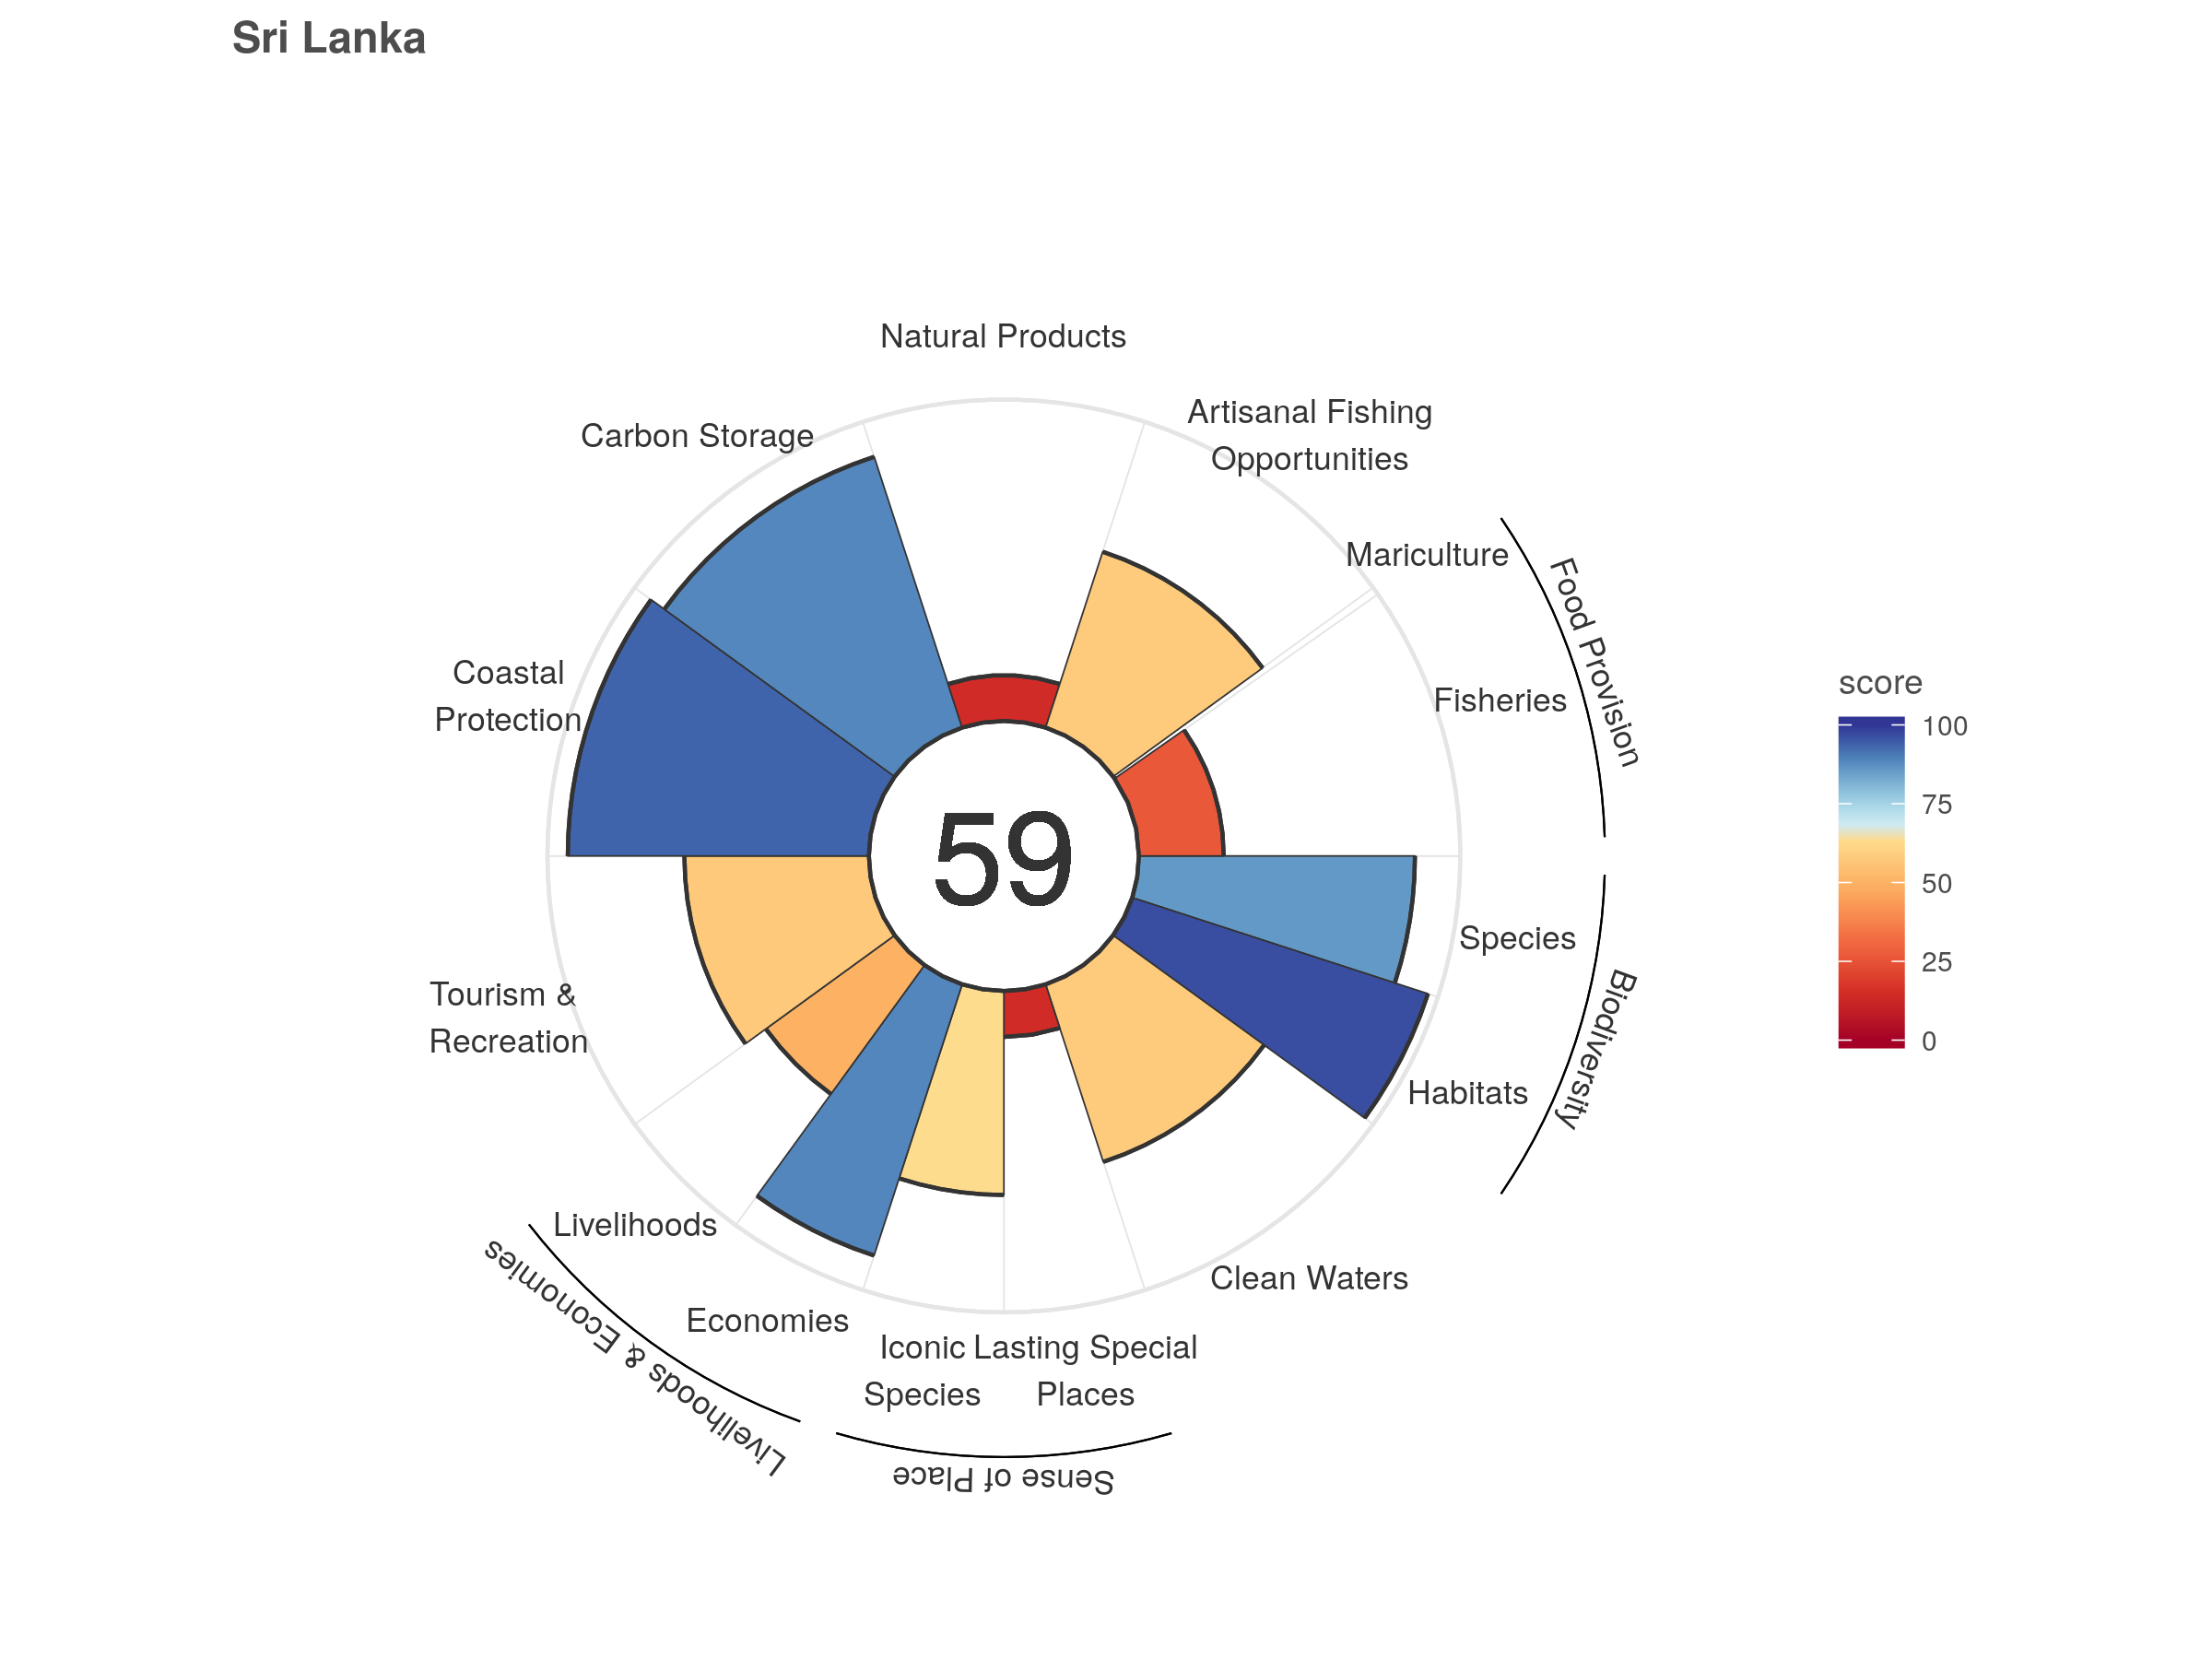 Sri Lanka
Natural Products
Artisanal Fishing
Opportunities
Carbon Storage
Mariculture
Food Provision
Fisheries
Coastal
Protection
score
100
75
50
25
0
59
Species
Biodiversity
Habitats
Tourism &
Recreation
Livelihoods
Livelihoods & Economies
Economies
Clean Waters
Iconic
Species
Lasting Special
Places
Sense of Place